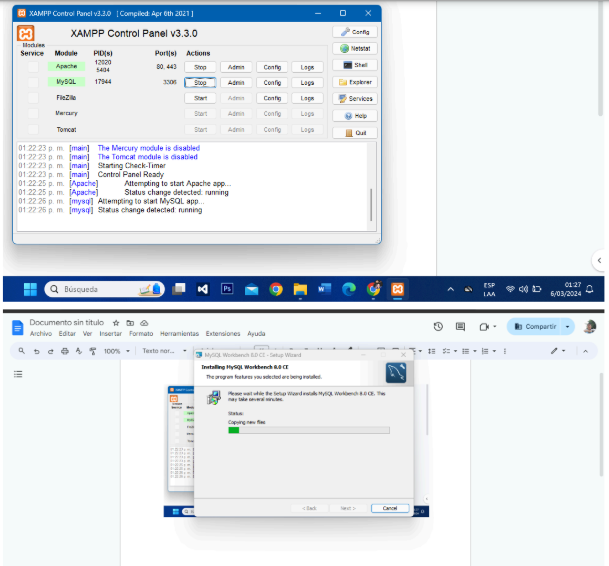 XAMPP Control Panel v3.3.0 [ Compiled: Apr 6th 2021 ]
XAMPP Control Panel v3.3.0
Config
Modules
Service Module PID(s) Port(s) Actions
Netstat
Apache 12020 5404 80, 443 Stop Admin Config Logs
Shell
MySQL 17944 3306 Stop Admin Config Logs
Explorer
FileZilla Start Admin Config Logs
Services
Mercury Start Admin Config Logs
Help
Tomcat Start Admin Config Logs
Quit
01:22:23 p. m. [main] The Mercury module is disabled
01:22:23 p. m. [main] The Tomcat module is disabled
01:22:23 p. m. [main] Starting Check-Timer
01:22:23 p. m. [main] Control Panel Ready
01:22:25 p. m. [Apache] Attempting to start Apache app...
01:22:25 p. m. [Apache] Status change detected: running
01:22:26 p. m. [mysql] Attempting to start MySQL app...
01:22:26 p. m. [mysql] Status change detected: running
Búsqueda
Ps
ESP
LAA
01:27
6/03/2024
Documento sin título
Archivo Editar Ver Insertar Formato Herramientas Extensiones Ayuda
Compartir
100% Texto nor...
MySQL Workbench 8.0 CE - Setup Wizard
Installing MySQL Workbench 8.0 CE
The program features you selected are being installed.
Please wait while the Setup Wizard installs MySQL Workbench 8.0 CE. This
may take several minutes.
Status:
Copying new files
< Back Next > Cancel